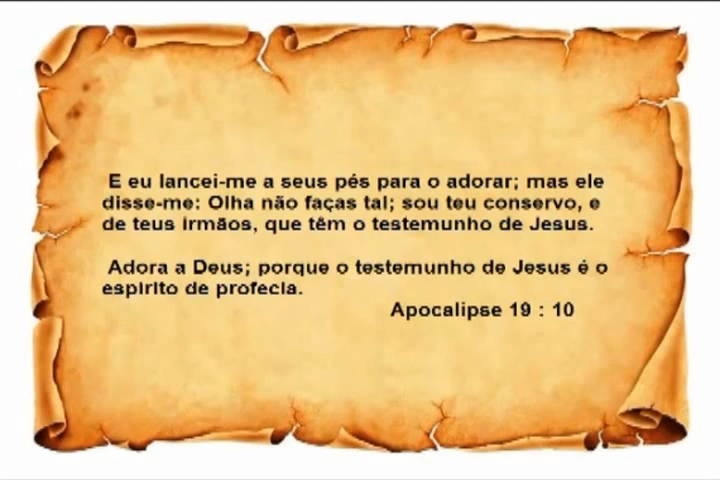 E eu lancei-me a seus pés para o adorar; mas ele
disse-me: Olha não faças tal; sou teu conservo, e
de teus irmãos, que têm o testemunho de Jesus.
Adora a Deus; porque o testemunho de Jesus é o
espirito de profecia.
Apocalipse 19 : 10